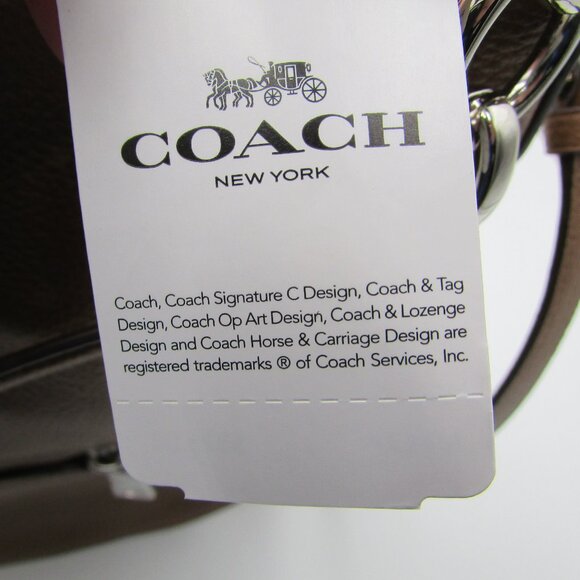 COACH
NEW YORK
Coach, Coach Signature C Design, Coach & Tag
Design, Coach Op Art Design, Coach & Lozenge
Design and Coach Horse & Carriage Design are
registered trademarks ® of Coach Services, Inc.